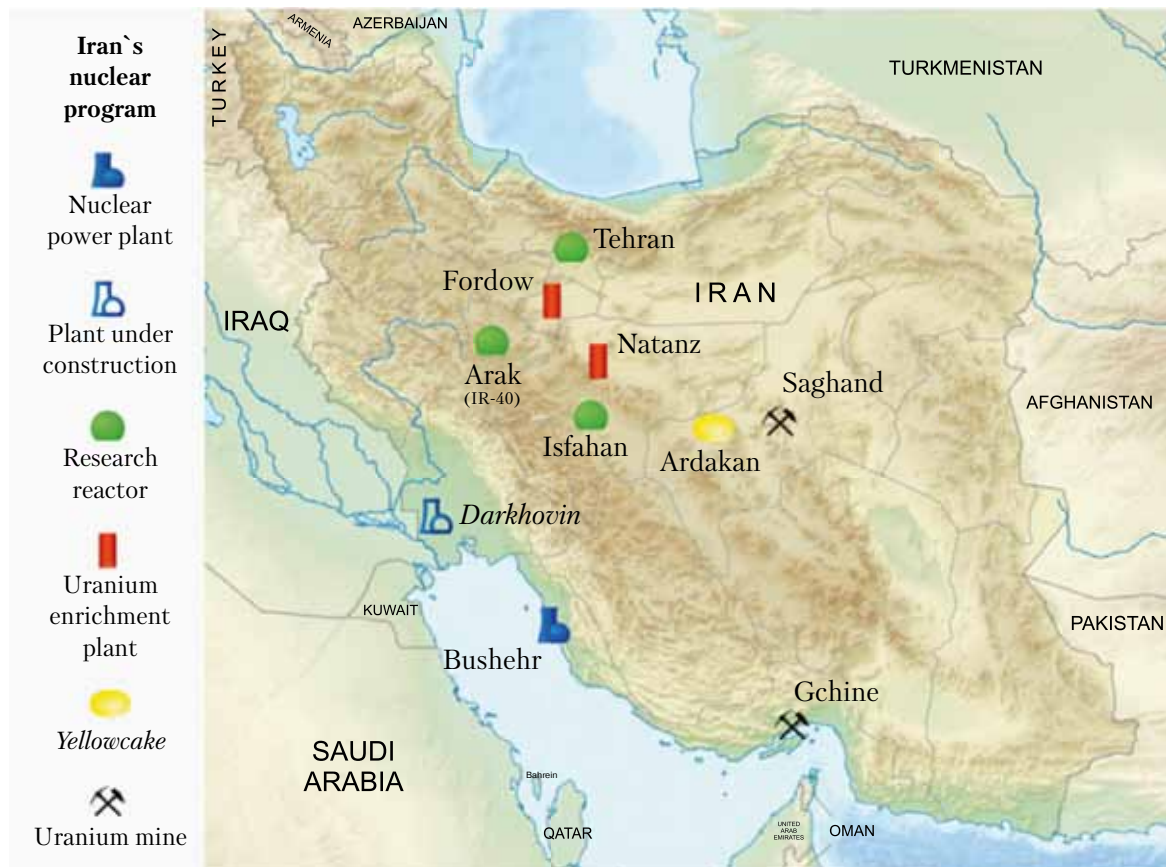 Iran`s
nuclear
program
Nuclear
power plant
Plant under
construction
Research
reactor
Uranium
enrichment
plant
Yellowcake
Uranium mine
TURKEY
ARMENIA
AZERBAIJAN
TURKMENISTAN
Tehran
Fordow
IRAN
IRAQ
Natanz
Arak
(IR-40)
Saghand
AFGHANISTAN
Isfahan
Ardakan
Darkhovin
KUWAIT
PAKISTAN
Bushehr
Gchine
SAUDI
ARABIA
Bahrein
QATAR
UNITED
ARAB
EMIRATES
OMAN